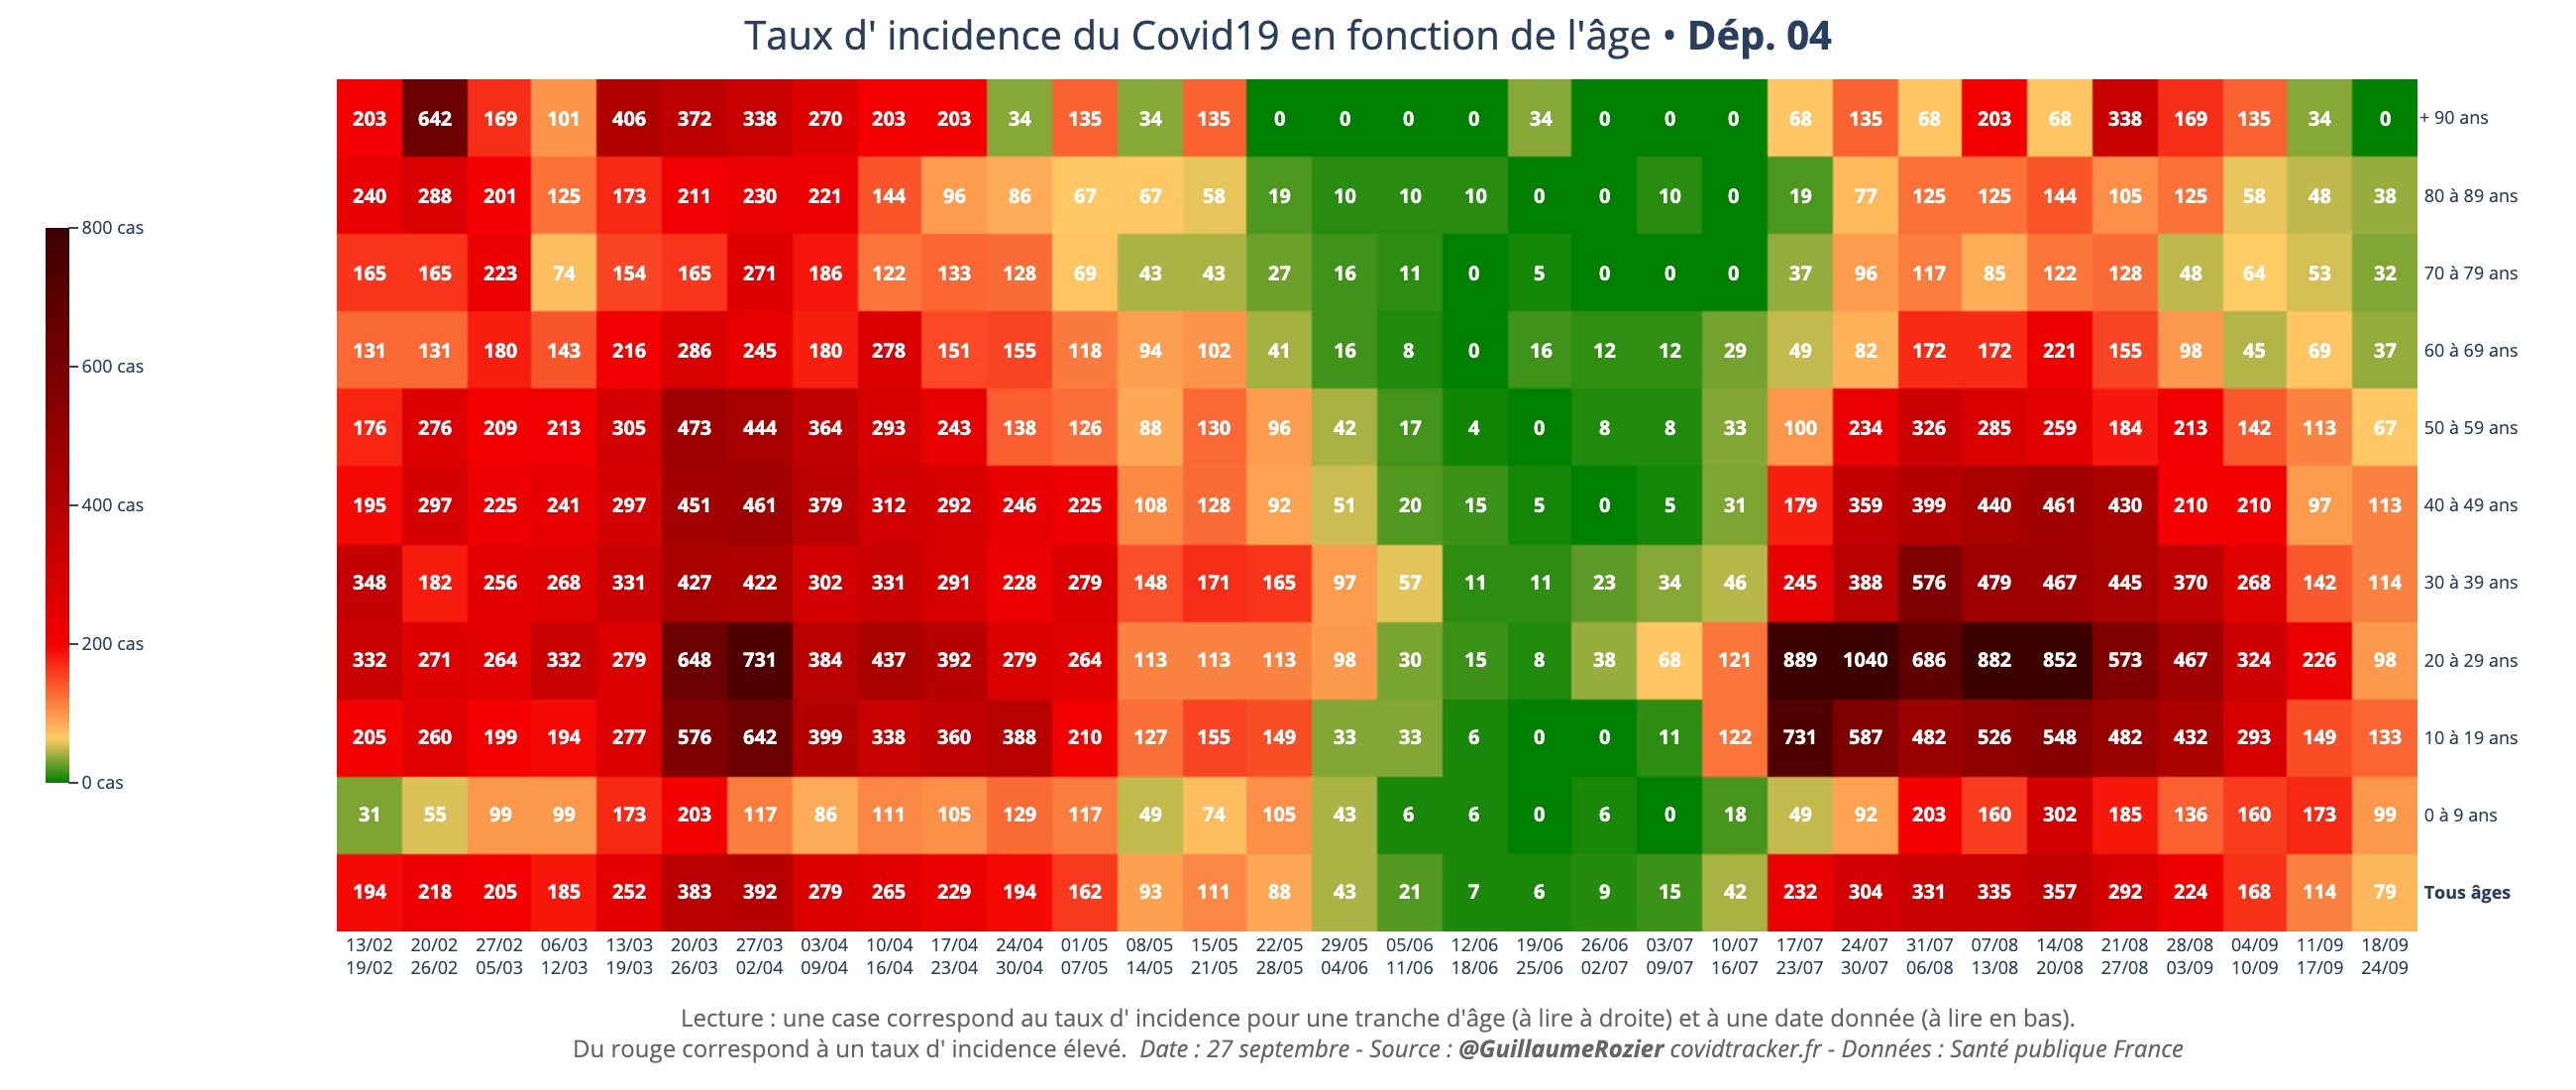 Taux d' incidence du Covid19 en fonction de l'âge • Dép. 04
203 642 169 101 406 372 338 270 203 203 34 135 34 135 0 0 0 0 34 0 0 0 68 135 68 203 68 338 169 135 34 0 + 90 ans
240 288 201 125 173 211 230 221 144 96 86 67 67 58 19 10 10 10 0 0 10 0 19 77 125 125 144 105 125 58 48 38 80 à 89 ans
800 cas
165 165 223 74 154 165 271 186 122 133 128 69 43 43 27 16 11 0 5 0 0 0 37 96 117 85 122 128 48 64 53 32 70 à 79 ans
131 131 180 143 216 286 245 180 278 151 155 118 94 102 41 16 8 0 16 12 12 29 49 82 172 172 221 155 98 45 69 37 60 à 69 ans
600 cas
176 276 209 213 305 473 444 364 293 243 138 126 88 130 96 42 17 4 0 8 8 33 100 234 326 285 259 184 213 142 113 67 50 à 59 ans
400 cas
195 297 225 241 297 451 461 379 312 292 246 225 108 128 92 51 20 15 5 0 5 31 179 359 399 440 461 430 210 210 97 113 40 à 49 ans
348 182 256 268 331 427 422 302 331 291 228 279 148 171 165 97 57 11 11 23 34 46 245 388 576 479 467 445 370 268 142 114 30 à 39 ans
200 cas
332 271 264 332 279 648 731 384 437 392 279 264 113 113 113 98 30 15 8 38 68 121 889 1040 686 882 852 573 467 324 226 98 20 à 29 ans
205 260 199 194 277 576 642 399 338 360 388 210 127 155 149 33 33 6 0 0 11 122 731 587 482 526 548 482 432 293 149 133 10 à 19 ans
0 cas
31 55 99 99 173 203 117 86 111 105 129 117 49 74 105 43 6 6 0 6 0 18 49 92 203 160 302 185 136 160 173 99 0 à 9 ans
194 218 205 185 252 383 392 279 265 229 194 162 93 111 88 43 21 7 6 9 15 42 232 304 331 335 357 292 224 168 114 79 Tous âges
13/02 20/02 27/02 06/03 13/03 20/03 27/03 03/04 10/04 17/04 24/04 01/05 08/05 15/05 22/05 29/05 05/06 12/06 19/06 26/06 03/07 10/07 17/07 24/07 31/07 07/08 14/08 21/08 28/08 04/09 11/09 18/09
19/02 26/02 05/03 12/03 19/03 26/03 02/04 09/04 16/04 23/04 30/04 07/05 14/05 21/05 28/05 04/06 11/06 18/06 25/06 02/07 09/07 16/07 23/07 30/07 06/08 13/08 20/08 27/08 03/09 10/09 17/09 24/09
Lecture : une case correspond au taux d' incidence pour une tranche d'âge (à lire à droite) et à une date donnée (à lire en bas).
Du rouge correspond à un taux d' incidence élevé. Date : 27 septembre - Source : @GuillaumeRozier covidtracker.fr - Données : Santé publique France